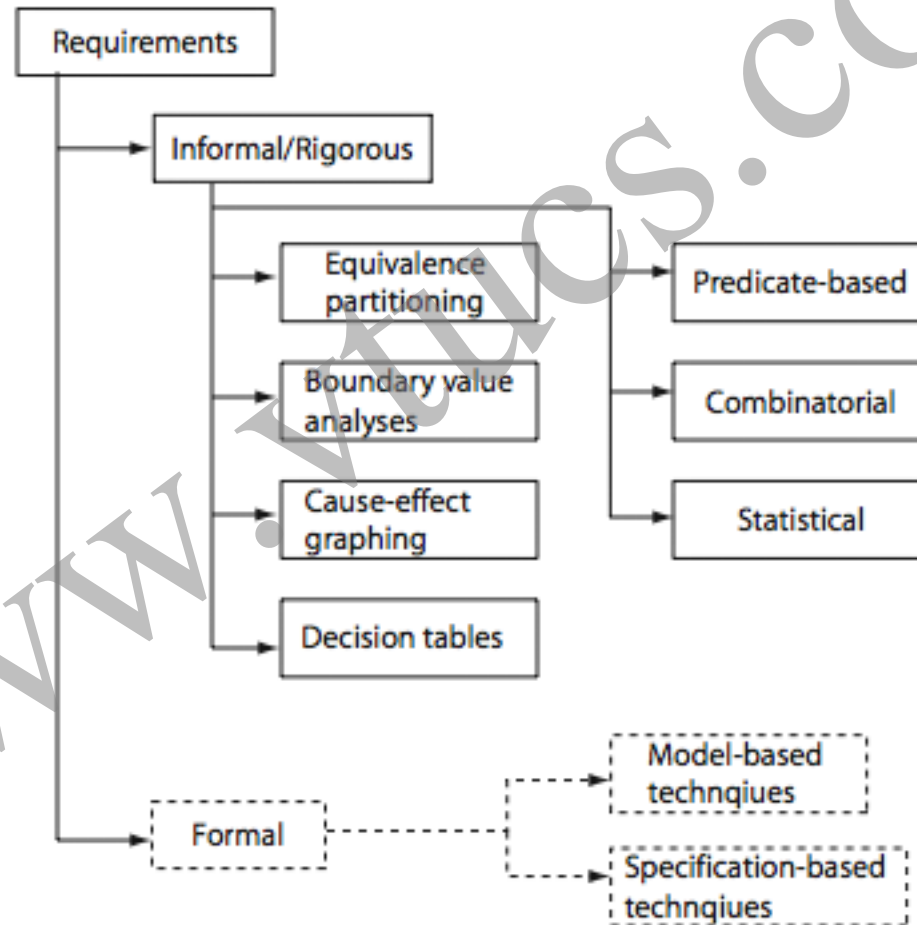 Requirements
Informal/Rigorous
Equivalence
partitioning
Predicate-based
Boundary value
analyses
Combinatorial
Cause-effect
graphing
Statistical
Decision tables
Model-based
technqiues
Formal
Specification-based
technqiues
www.vtucs.co